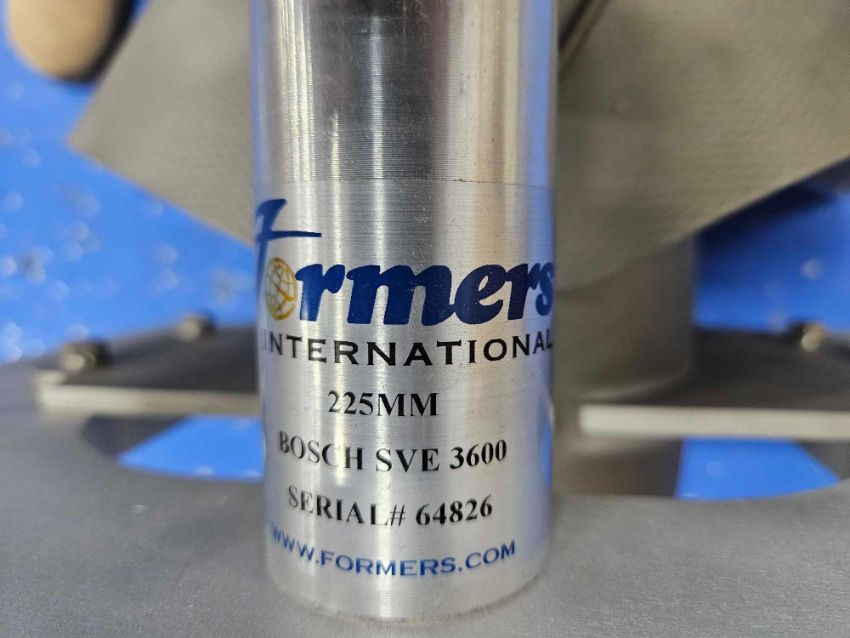 Formers
INTERNATIONAL
225MM
BOSCH SVE 3600
SERIAL# 64826
WWW.FORMERS.COM